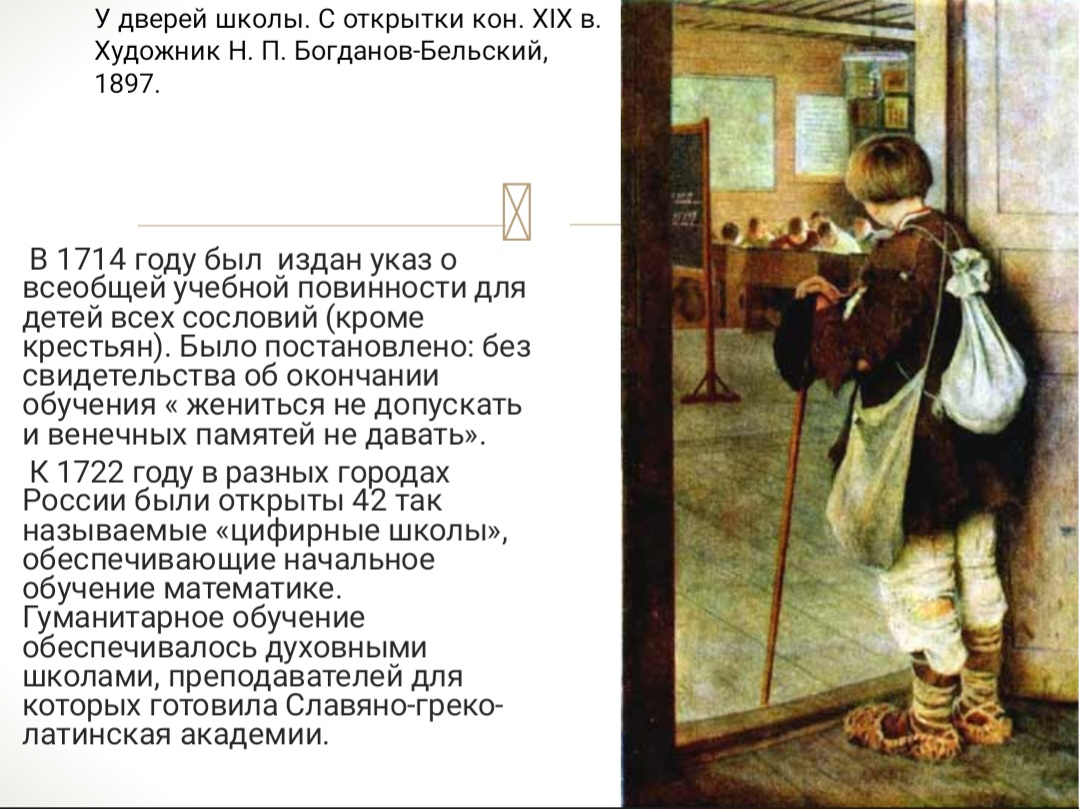 У дверей школы. С открытки кон. XIX в.
Художник Н. П. Богданов-Бельский,
1897.
В 1714 году был издан указ о
всеобщей учебной повинности для
детей всех сословий (кроме
крестьян). Было постановлено: без
свидетельства об окончании
обучения « жениться не допускать
и венечных памятей не давать».
К 1722 году в разных городах
России были открыты 42 так
называемые «цифирные школы»,
обеспечивающие начальное
обучение математике.
Гуманитарное обучение
обеспечивалось духовными
школами, преподавателей для
которых готовила Славяно-греко-
латинская академии.